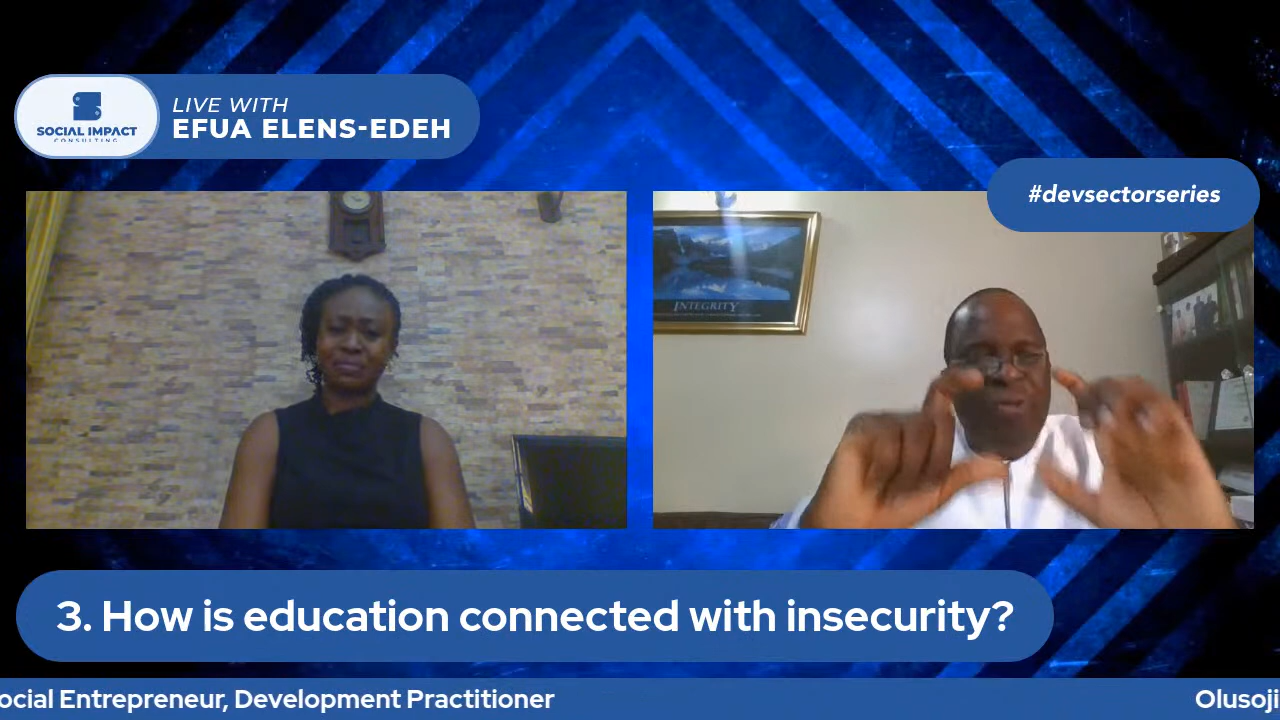 LIVE WITH
EFUA ELENS-EDEH
SOCIAL IMPACT
CONSULTING
#devsectorseries
INTEGRITY
3. How is education connected with insecurity?
ocial Entrepreneur, Development Practitioner
Olusoji